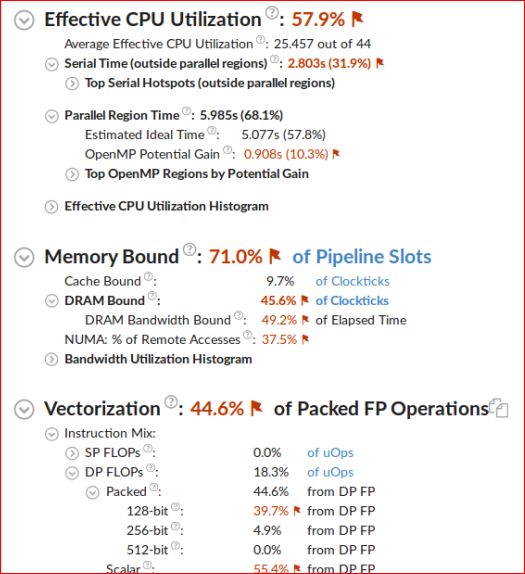 Effective CPU Utilization ?: 57.9%
Average Effective CPU Utilization ?: 25.457 out of 44
Serial Time (outside parallel regions) ?: 2.803s (31.9%)
Top Serial Hotspots (outside parallel regions)
Parallel Region Time ?: 5.985s (68.1%)
Estimated Ideal Time ?: 5.077s (57.8%)
OpenMP Potential Gain ?: 0.908s (10.3%)
Top OpenMP Regions by Potential Gain
Effective CPU Utilization Histogram
Memory Bound ?: 71.0% of Pipeline Slots
Cache Bound ?: 9.7% of Clockticks
DRAM Bound ?: 45.6% of Clockticks
DRAM Bandwidth Bound ?: 49.2% of Elapsed Time
NUMA: % of Remote Accesses ?: 37.5%
Bandwidth Utilization Histogram
Vectorization ?: 44.6% of Packed FP Operations
Instruction Mix:
SP FLOPs ?: 0.0% of uOps
DP FLOPs ?: 18.3% of uOps
Packed ?: 44.6% from DP FP
128-bit ?: 39.7% from DP FP
256-bit ?: 4.9% from DP FP
512-bit ?: 0.0% from DP FP
Scalar ?: 55.4% from DP FP